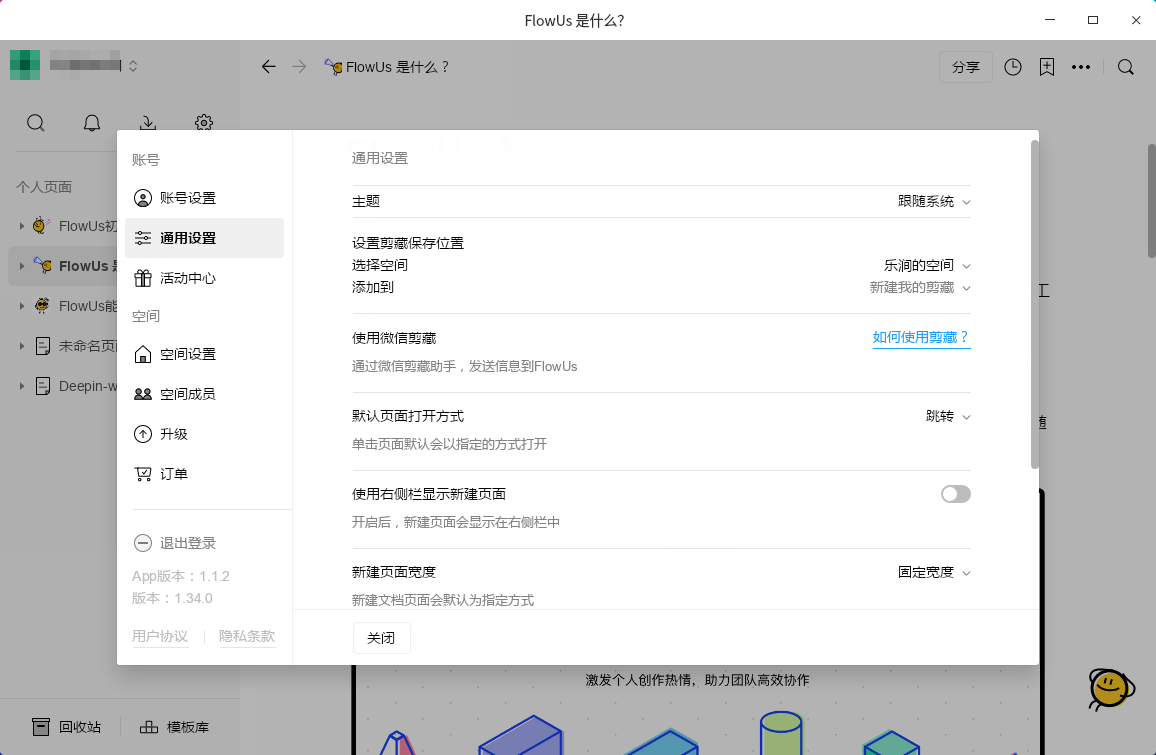 FlowUs 是什么?
FlowUs 是什么 ?
分享
个人页面
FlowUs初
FlowUs
FlowUs能
未命名页
Deepin-w
账号
账号设置
通用设置
活动中心
空间
空间设置
空间成员
升级
订单
退出登录
App版本：1.1.2
版本：1.34.0
用户协议
隐私条款
通用设置
主题
跟随系统
设置剪藏保存位置
选择空间
乐涧的空间
添加到
新建我的剪藏
使用微信剪藏
如何使用剪藏？
通过微信剪藏助手，发送信息到FlowUs
默认页面打开方式
跳转
单击页面默认会以指定的方式打开
使用右侧栏显示新建页面
开启后，新建页面会显示在右侧栏中
新建页面宽度
固定宽度
新建文档页面会默认为指定方式
关闭
工
随
激发个人创作热情，助力团队高效协作
回收站
模板库